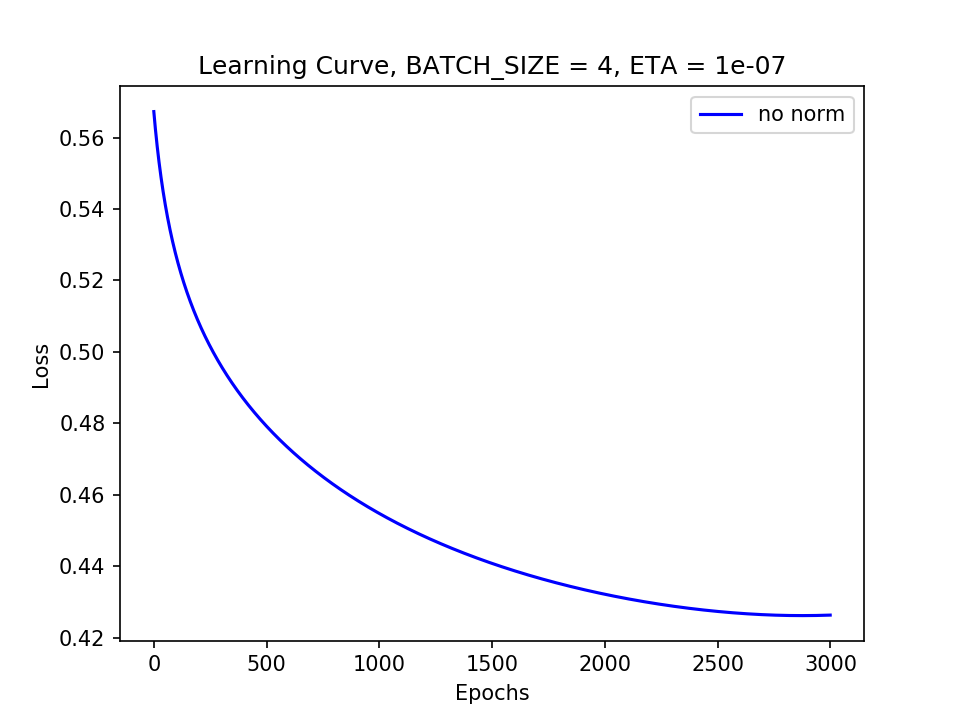 Learning Curve, BATCH_SIZE = 4, ETA = 1e-07
no norm
0.56
0.54
0.52
0.50
0.48
0.46
0.44
0.42
Loss
0 500 1000 1500 2000 2500 3000
Epochs